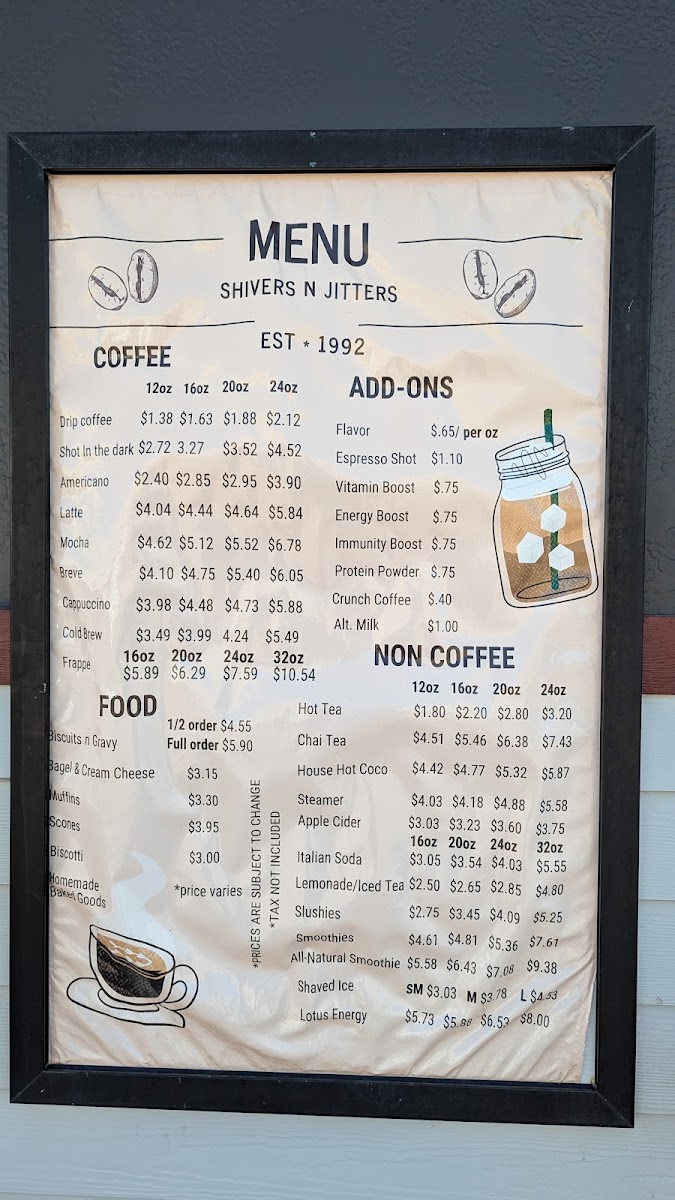 MENU
SHIVERS N JITTERS
EST * 1992
COFFEE
12oz 16oz 20oz 24oz
Drip coffee $1.38 $1.63 $1.88 $2.12
Shot In the dark $2.72 3.27 $3.52 $4.52
Americano $2.40 $2.85 $2.95 $3.90
Latte $4.04 $4.44 $4.64 $5.84
Mocha $4.62 $5.12 $5.52 $6.78
Breve $4.10 $4.75 $5.40 $6.05
Cappuccino $3.98 $4.48 $4.73 $5.88
Cold Brew $3.49 $3.99 4.24 $5.49
16oz 20oz 24oz 32oz
Frappe $5.89 $6.29 $7.59 $10.54
FOOD
Biscuits n Gravy 1/2 order $4.55
Full order $5.90
Bagel & Cream Cheese $3.15
Muffins $3.30
Scones $3.95
Biscotti $3.00
Homemade
Baked Goods *price varies
*PRICES ARE SUBJECT TO CHANGE
*TAX NOT INCLUDED
ADD-ONS
Flavor $.65/ per oz
Espresso Shot $1.10
Vitamin Boost $.75
Energy Boost $.75
Immunity Boost $.75
Protein Powder $.75
Crunch Coffee $.40
Alt. Milk $1.00
NON COFFEE
12oz 16oz 20oz 24oz
Hot Tea $1.80 $2.20 $2.80 $3.20
Chai Tea $4.51 $5.46 $6.38 $7.43
House Hot Coco $4.42 $4.77 $5.32 $5.87
Steamer $4.03 $4.18 $4.88 $5.58
Apple Cider $3.03 $3.23 $3.60 $3.75
16oz 20oz 24oz 32oz
Italian Soda $3.05 $3.54 $4.03 $5.55
Lemonade/Iced Tea $2.50 $2.65 $2.85 $4.80
Slushies $2.75 $3.45 $4.09 $5.25
Smoothies $4.61 $4.81 $5.36 $7.61
All-Natural Smoothie $5.58 $6.43 $7.08 $9.38
Shaved Ice SM $3.03 M $3.78 L $4.53
Lotus Energy $5.73 $5.88 $6.53 $8.00